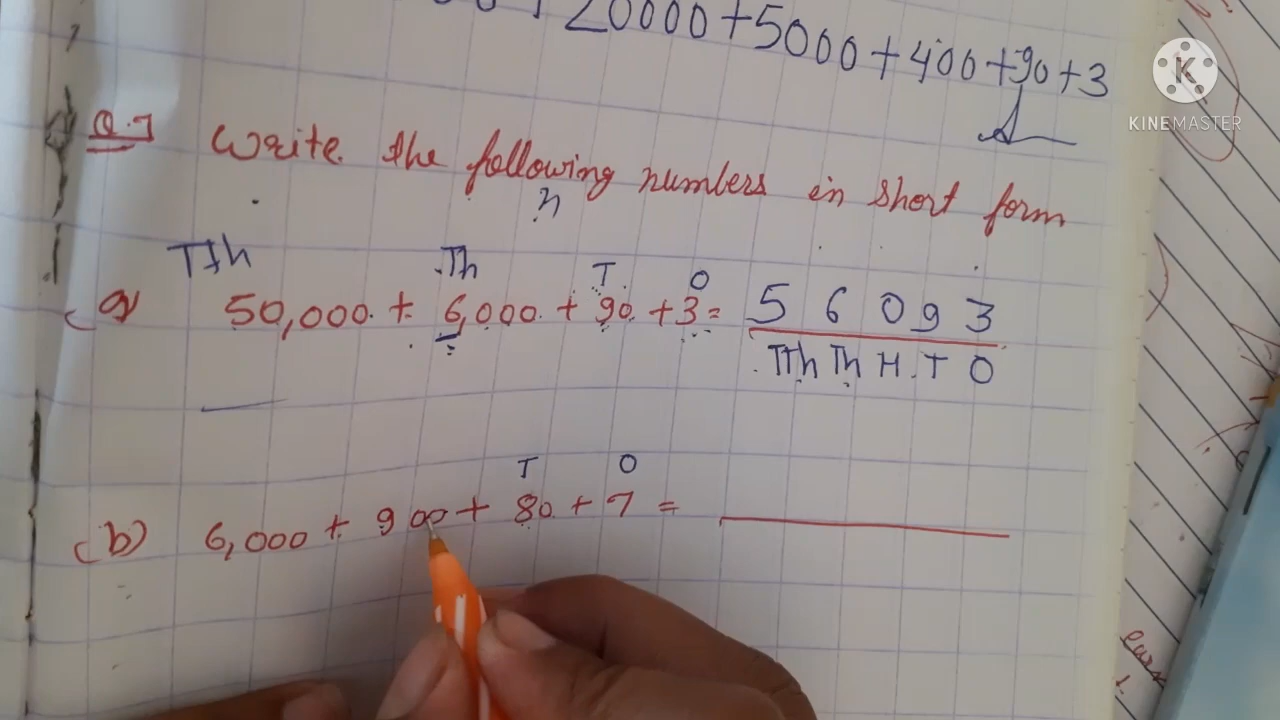 20000+5000+400+90+3
KINEMASTER
Q.7 Write the following numbers in short form
Tth Th T O
(a) 50,000 + 6,000 + 90 + 3 = 5 6 0 9 3
Tth Th H T O
T O
(b) 6,000 + 900 + 80 + 7 =